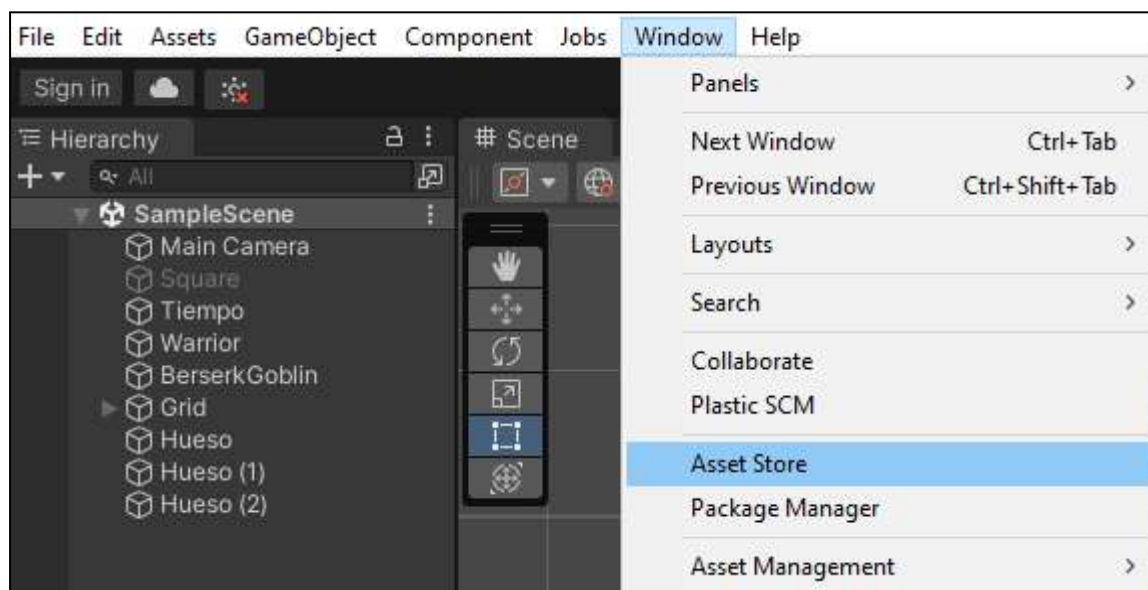 File Edit Assets GameObject Component Jobs Window Help
Sign in
Hierarchy
All
SampleScene
Main Camera
Square
Tiempo
Warrior
BerserkGoblin
Grid
Hueso
Hueso (1)
Hueso (2)
# Scene
Panels
Next Window Ctrl+Tab
Previous Window Ctrl+Shift+Tab
Layouts
Search
Collaborate
Plastic SCM
Asset Store
Package Manager
Asset Management